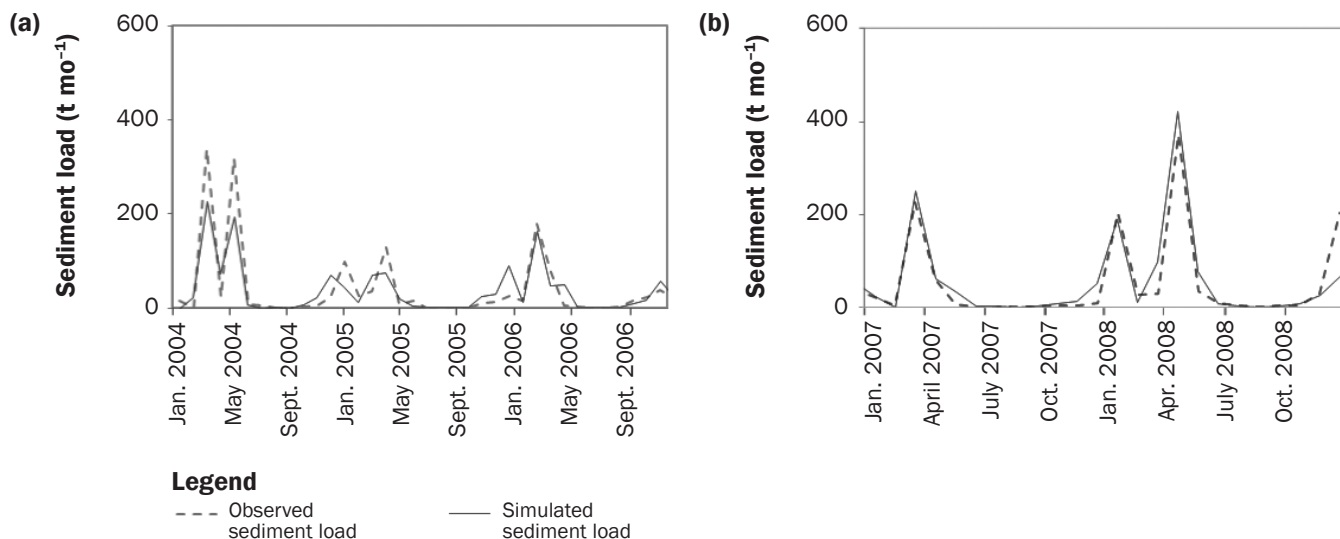 (a)
Sediment load (t mo⁻¹)
600
400
200
0
Jan. 2004
May 2004
Sept. 2004
Jan. 2005
May 2005
Sept. 2005
Jan. 2006
May 2006
Sept. 2006
(b)
Sediment load (t mo⁻¹)
600
400
200
0
Jan. 2007
April 2007
July 2007
Oct. 2007
Jan. 2008
Apr. 2008
July 2008
Oct. 2008
Legend
Observed
sediment load
Simulated
sediment load